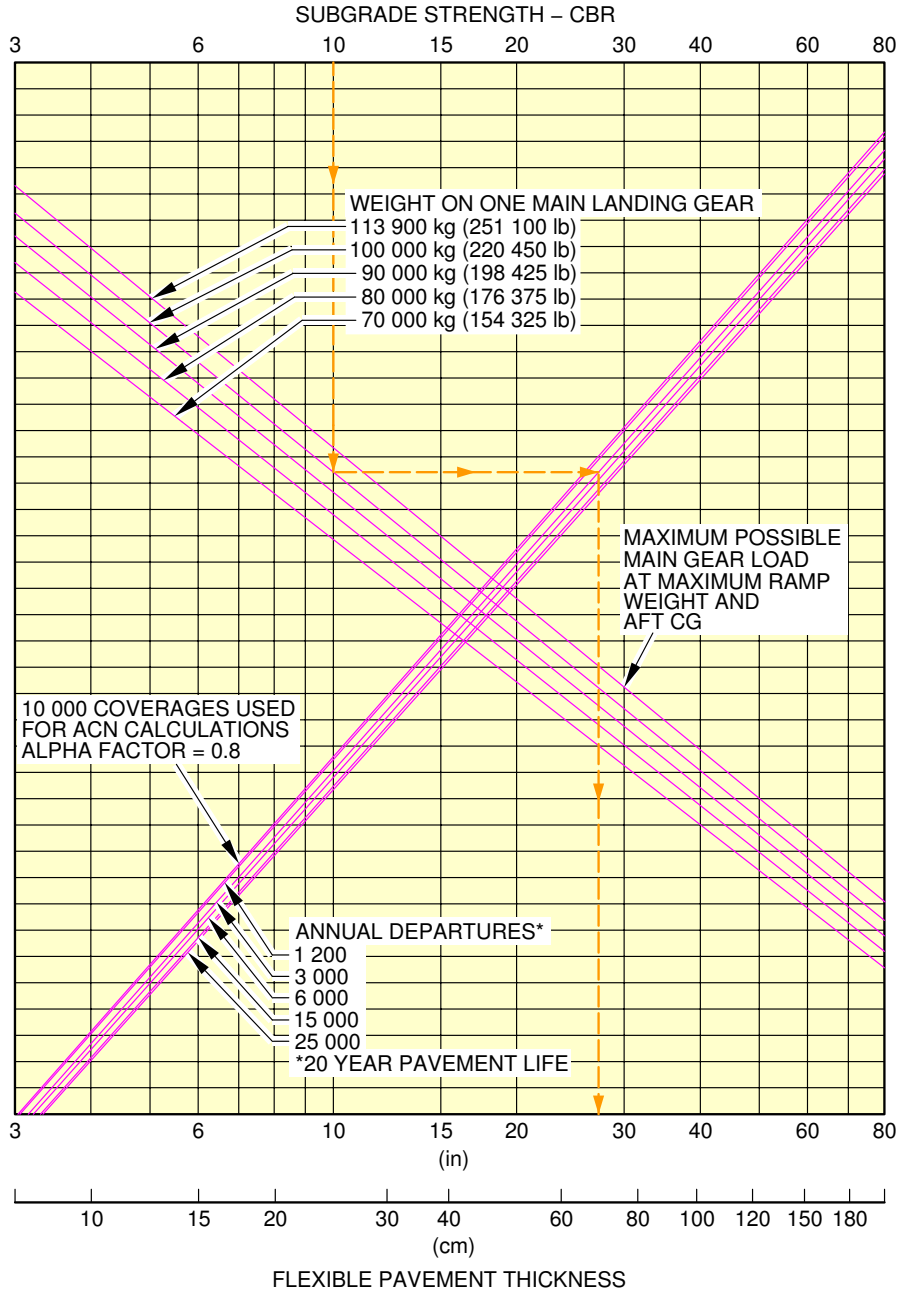 SUBGRADE STRENGTH – CBR
3 6 10 15 20 30 40 60 80
WEIGHT ON ONE MAIN LANDING GEAR
113 900 kg (251 100 lb)
100 000 kg (220 450 lb)
90 000 kg (198 425 lb)
80 000 kg (176 375 lb)
70 000 kg (154 325 lb)
MAXIMUM POSSIBLE
MAIN GEAR LOAD
AT MAXIMUM RAMP
WEIGHT AND
AFT CG
10 000 COVERAGES USED
FOR ACN CALCULATIONS
ALPHA FACTOR = 0.8
ANNUAL DEPARTURES*
1 200
3 000
6 000
15 000
25 000
*20 YEAR PAVEMENT LIFE
3 6 10 15 20 30 40 60 80
(in)
10 15 20 30 40 60 80 100 120 150 180
(cm)
FLEXIBLE PAVEMENT THICKNESS